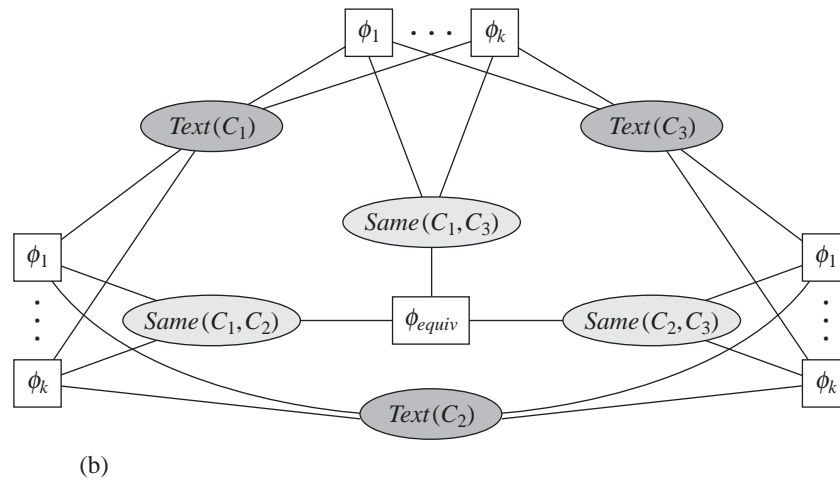 ϕ₁ · · · ϕₖ
Text(C₁) Text(C₃)
Same(C₁,C₃)
ϕ₁ ϕ₁
Same(C₁,C₂) ϕₑquiv Same(C₂,C₃)
ϕₖ ϕₖ
Text(C₂)
(b)